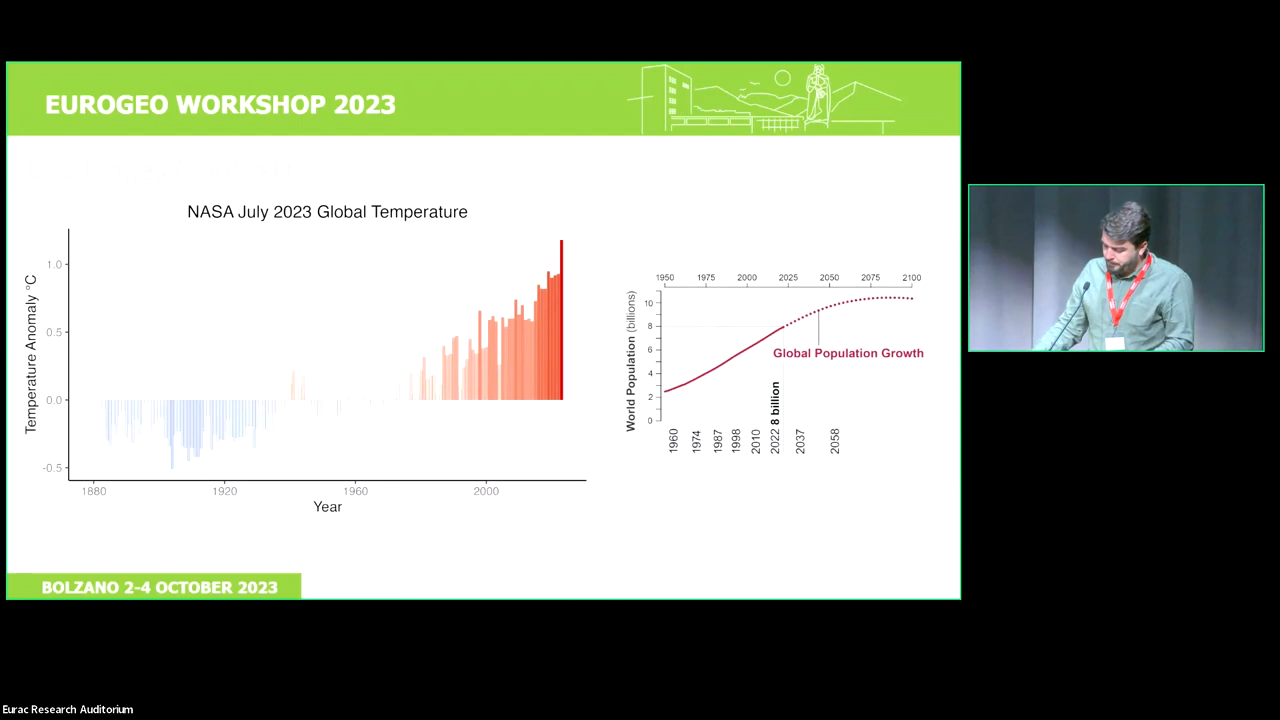 EUROGEO WORKSHOP 2023
NASA July 2023 Global Temperature
Temperature Anomaly °C
1.0
0.5
0.0
-0.5
1880 1920 1960 2000
Year
1950 1975 2000 2025 2050 2075 2100
World Population (billions)
10
8
6
4
2
0
Global Population Growth
1960 1974 1987 1998 2010 2022 8 billion 2037 2058
BOLZANO 2-4 OCTOBER 2023
Eurac Research Auditorium